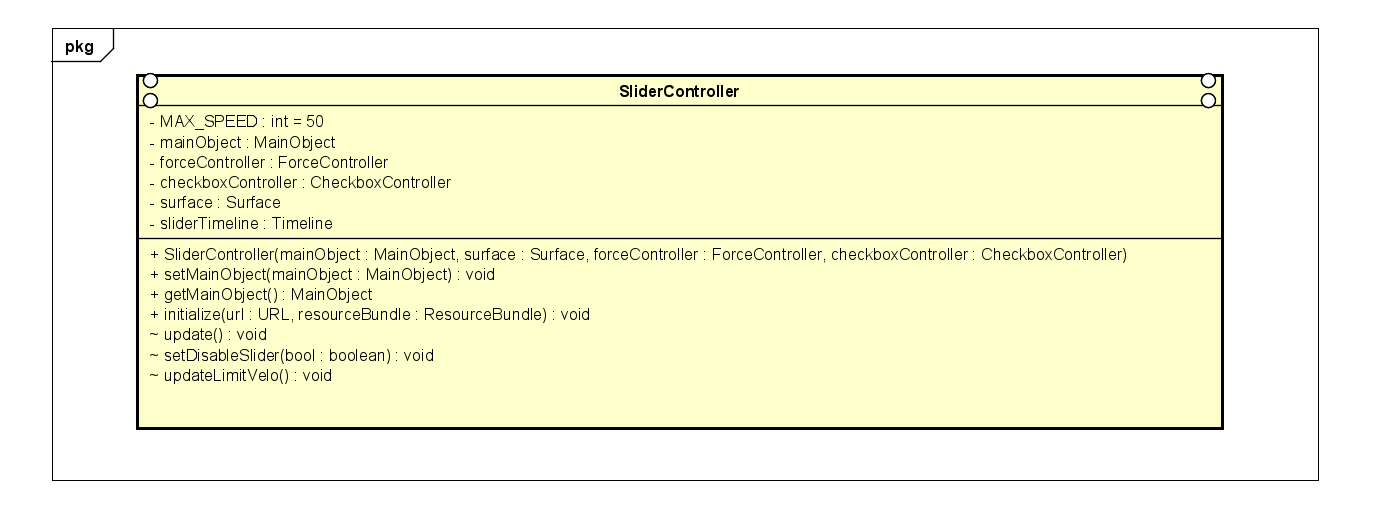 pkg
SliderController
- MAX_SPEED : int = 50
- mainObject : MainObject
- forceController : ForceController
- checkboxController : CheckboxController
- surface : Surface
- sliderTimeline : Timeline
+ SliderController(mainObject : MainObject, surface : Surface, forceController : ForceController, checkboxController : CheckboxController)
+ setMainObject(mainObject : MainObject) : void
+ getMainObject() : MainObject
+ initialize(url : URL, resourceBundle : ResourceBundle) : void
~ update() : void
~ setDisableSlider(bool : boolean) : void
~ updateLimitVelo() : void